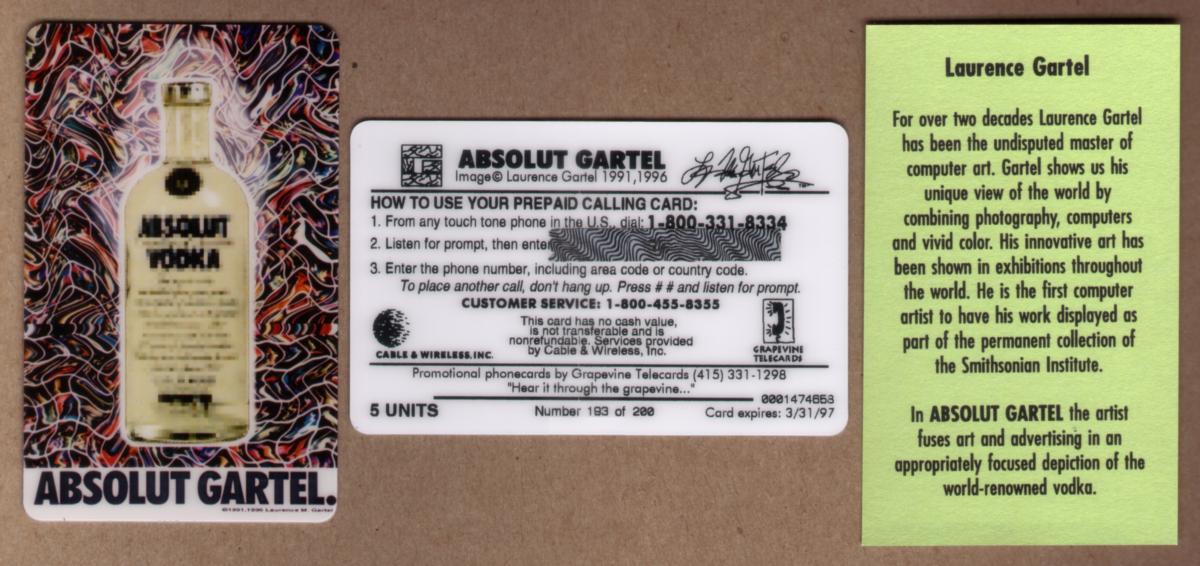 ABSOLUT
VODKA
ABSOLUT GARTEL.
©1991,1996 Laurence M. Gartel
ABSOLUT GARTEL
Image© Laurence Gartel 1991,1996
HOW TO USE YOUR PREPAID CALLING CARD:
1. From any touch tone phone in the U.S., dial: 1-800-331-8334
2. Listen for prompt, then enter
3. Enter the phone number, including area code or country code.
To place another call, don't hang up. Press # # and listen for prompt.
CUSTOMER SERVICE: 1-800-455-8355
This card has no cash value,
is not transferable and is
nonrefundable. Services provided
by Cable & Wireless, Inc.
CABLE & WIRELESS, INC.
GRAPEVINE
TELECARDS
Promotional phonecards by Grapevine Telecards (415) 331-1298
"Hear it through the grapevine..."
0001474658
5 UNITS Number 193 of 200 Card expires: 3/31/97
Laurence Gartel
For over two decades Laurence Gartel
has been the undisputed master of
computer art. Gartel shows us his
unique view of the world by
combining photography, computers
and vivid color. His innovative art has
been shown in exhibitions throughout
the world. He is the first computer
artist to have his work displayed as
part of the permanent collection of
the Smithsonian Institute.
In ABSOLUT GARTEL the artist
fuses art and advertising in an
appropriately focused depiction of the
world-renowned vodka.